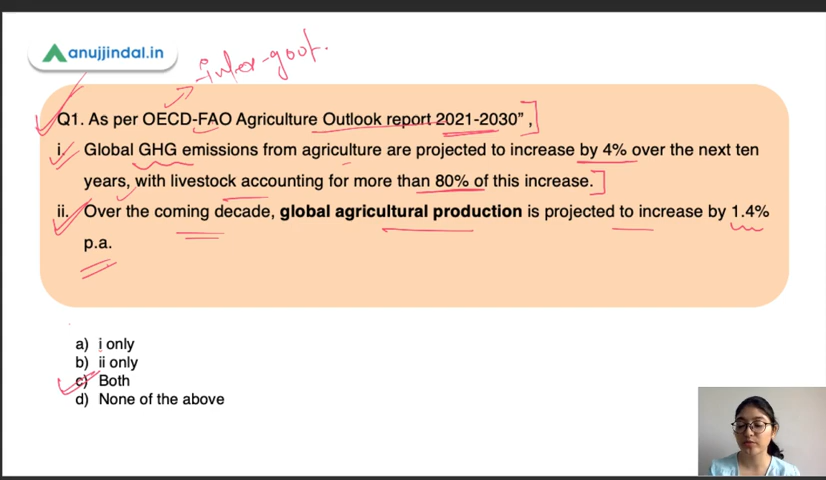 anujjindal.in
inter-govt.
Q1. As per OECD-FAO Agriculture Outlook report 2021-2030",
i. Global GHG emissions from agriculture are projected to increase by 4% over the next ten
years, with livestock accounting for more than 80% of this increase.
ii. Over the coming decade, global agricultural production is projected to increase by 1.4%
p.a.
a) i only
b) ii only
c) Both
d) None of the above